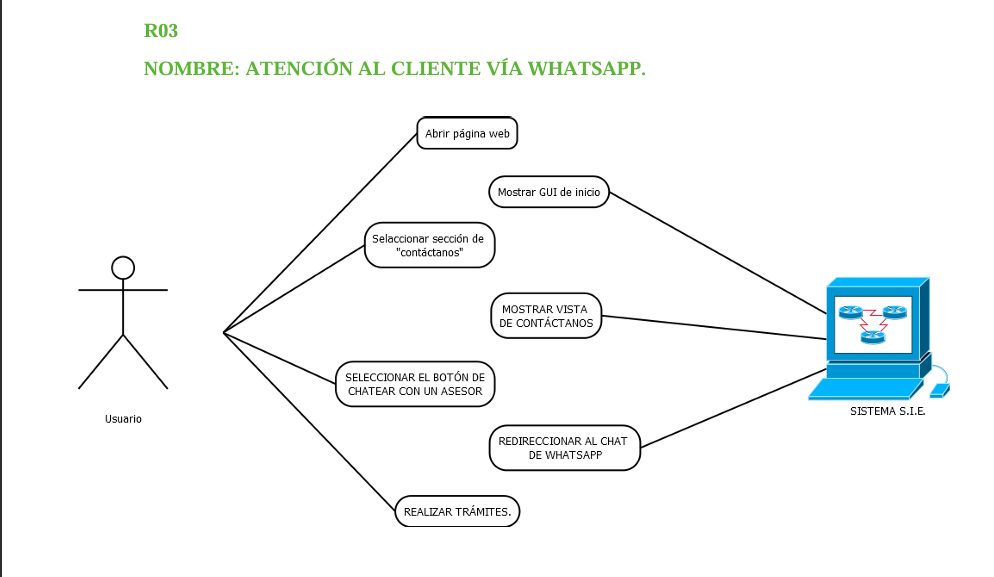 R03
NOMBRE: ATENCIÓN AL CLIENTE VÍA WHATSAPP.
Abrir página web
Mostrar GUI de inicio
Selaccionar sección de
"contáctanos"
MOSTRAR VISTA
DE CONTÁCTANOS
SELECCIONAR EL BOTÓN DE
CHATEAR CON UN ASESOR
Usuario
SISTEMA S.I.E.
REDIRECCIONAR AL CHAT
DE WHATSAPP
REALIZAR TRÁMITES.